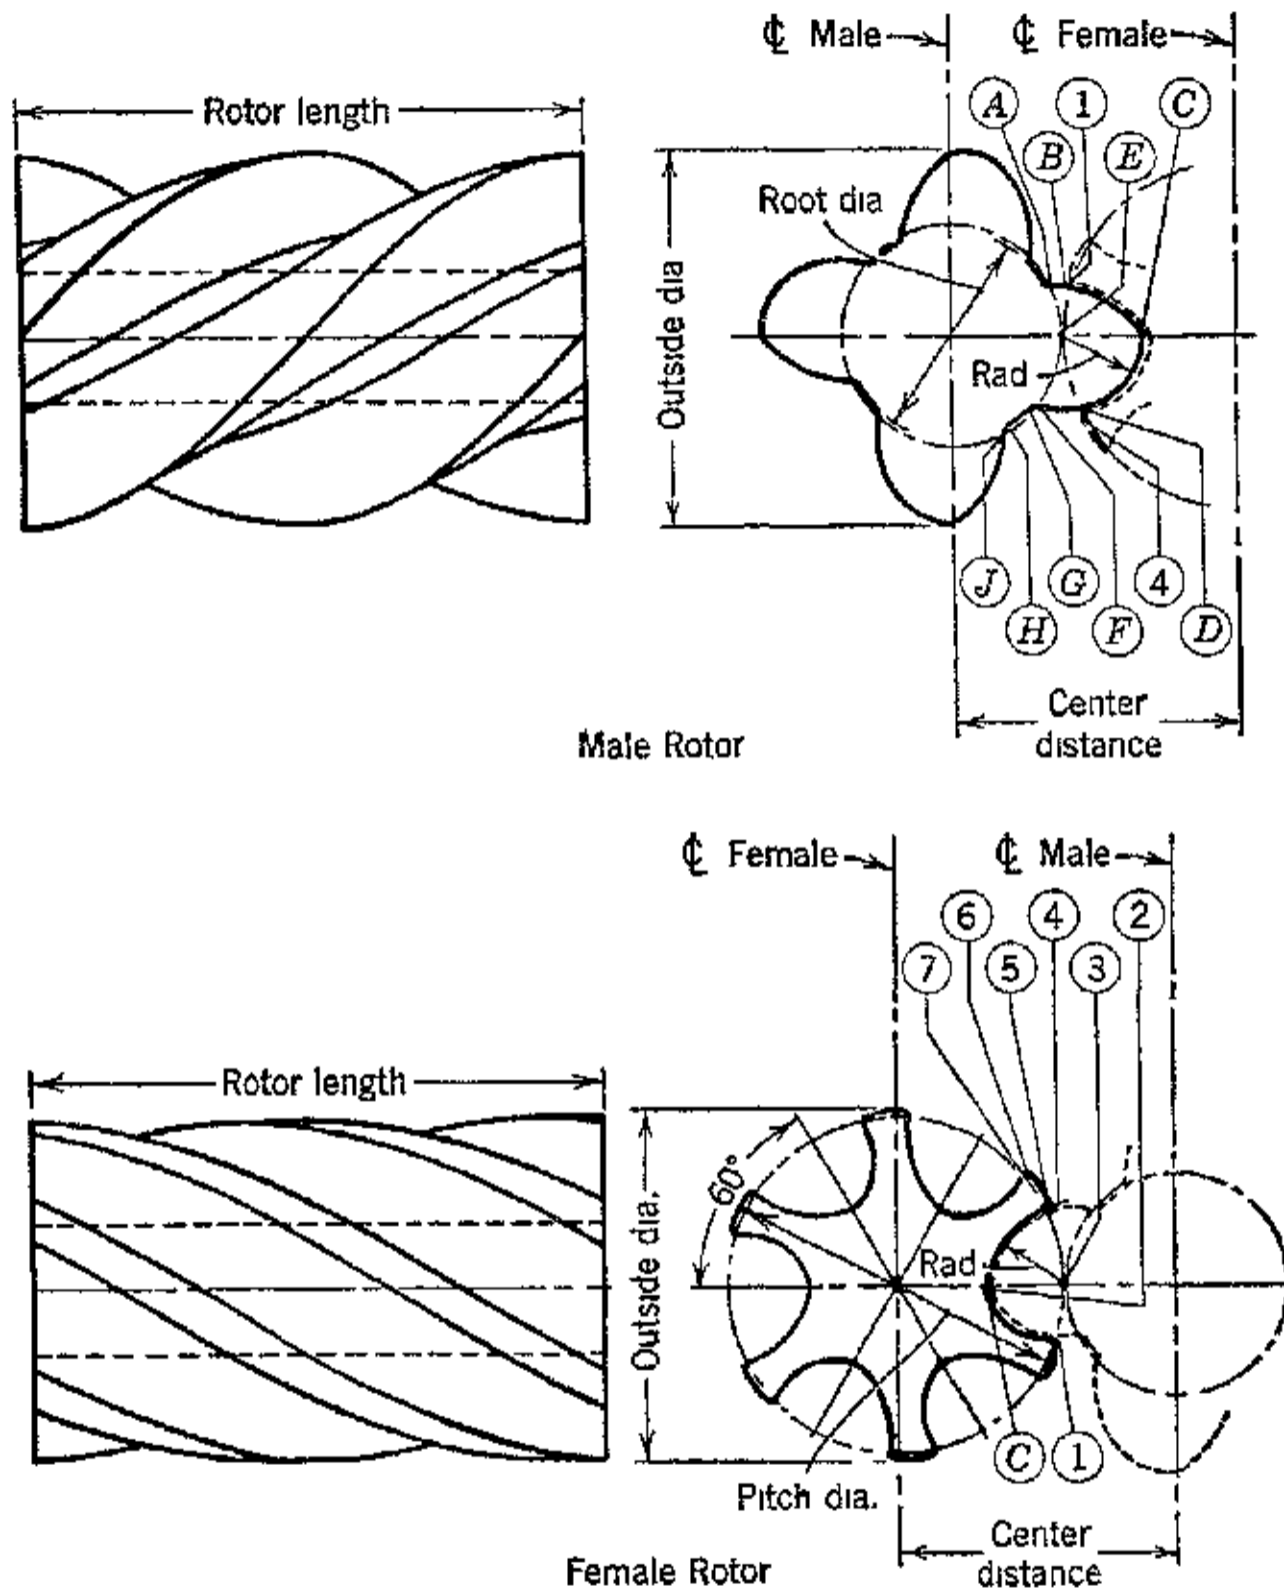 ℄ Male
℄ Female
Rotor length
A
1
C
B
E
Root dia
Outside dia
Rad
J
G
4
H
F
D
Center
distance
Male Rotor
℄ Female
℄ Male
6
4
2
7
5
3
Rotor length
60°
Outside dia.
Rad
C
1
Pitch dia.
Center
distance
Female Rotor